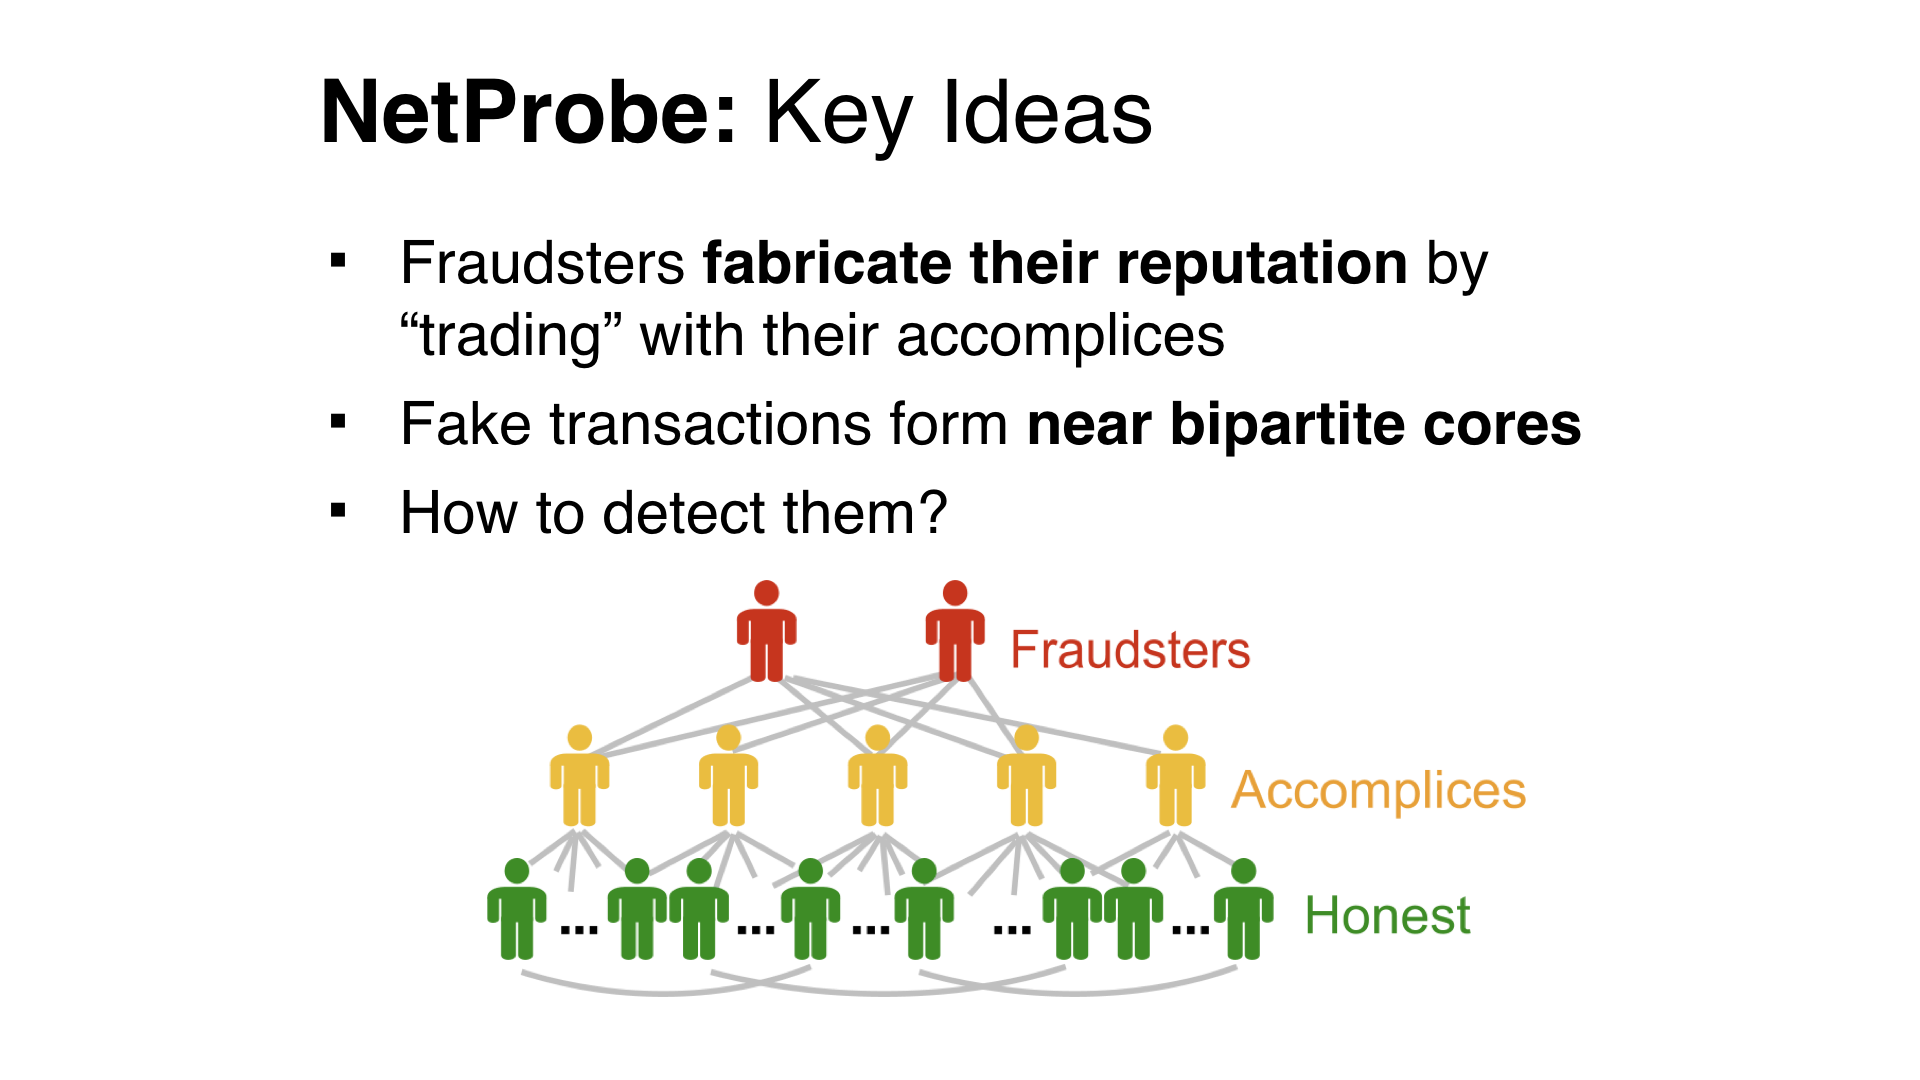 NetProbe: Key Ideas
▪ Fraudsters fabricate their reputation by
“trading” with their accomplices
▪ Fake transactions form near bipartite cores
▪ How to detect them?
Fraudsters
Accomplices
... ... ... ... ... Honest